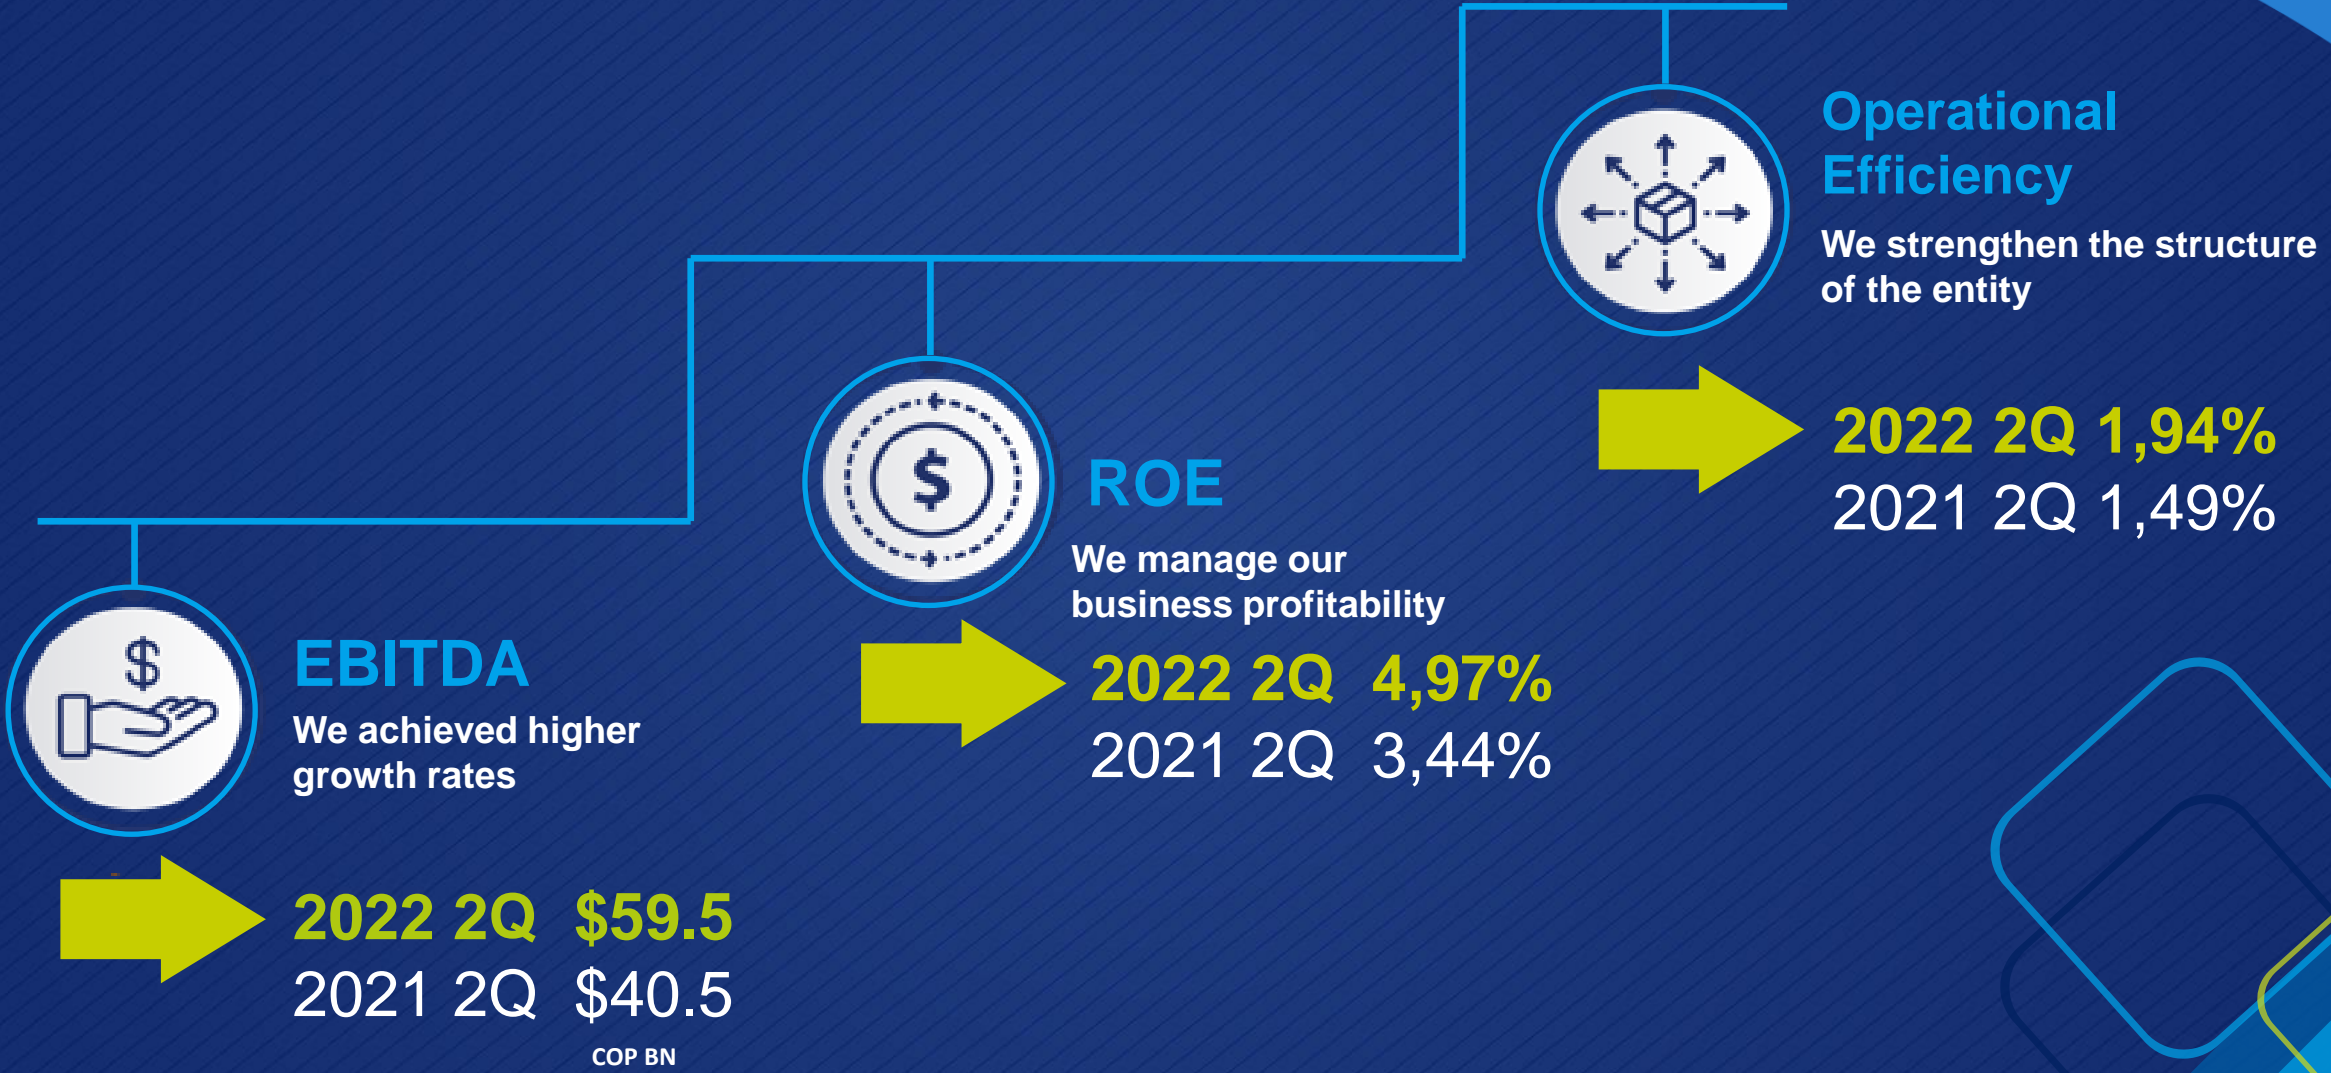 Operational
Efficiency
We strengthen the structure
of the entity
2022 2Q 1,94%
2021 2Q 1,49%
ROE
We manage our
business profitability
2022 2Q 4,97%
2021 2Q 3,44%
EBITDA
We achieved higher
growth rates
2022 2Q $59.5
2021 2Q $40.5
COP BN